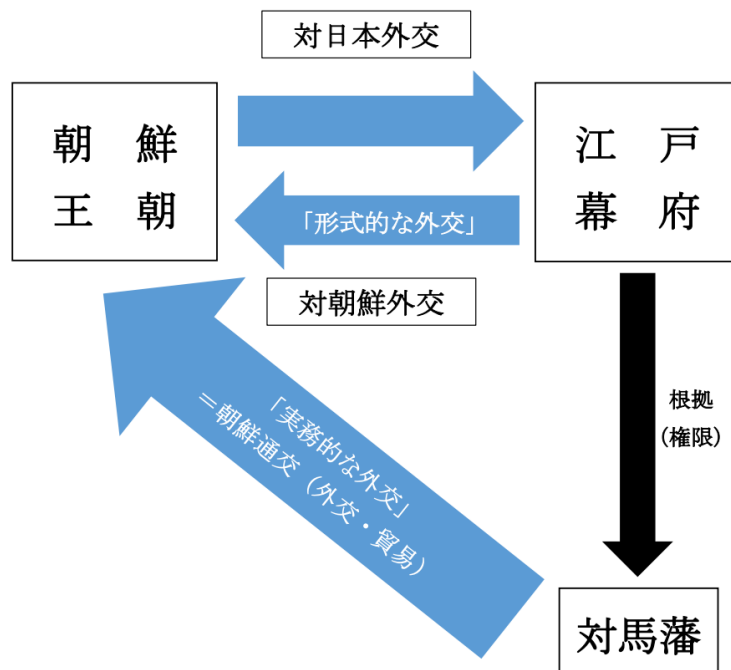 対日本外交
朝 鮮
王 朝
江 戸
幕 府
「形式的な外交」
対朝鮮外交
根拠
(権限)
「実務的な外交」
＝朝鮮通交（外交・貿易）
対馬藩